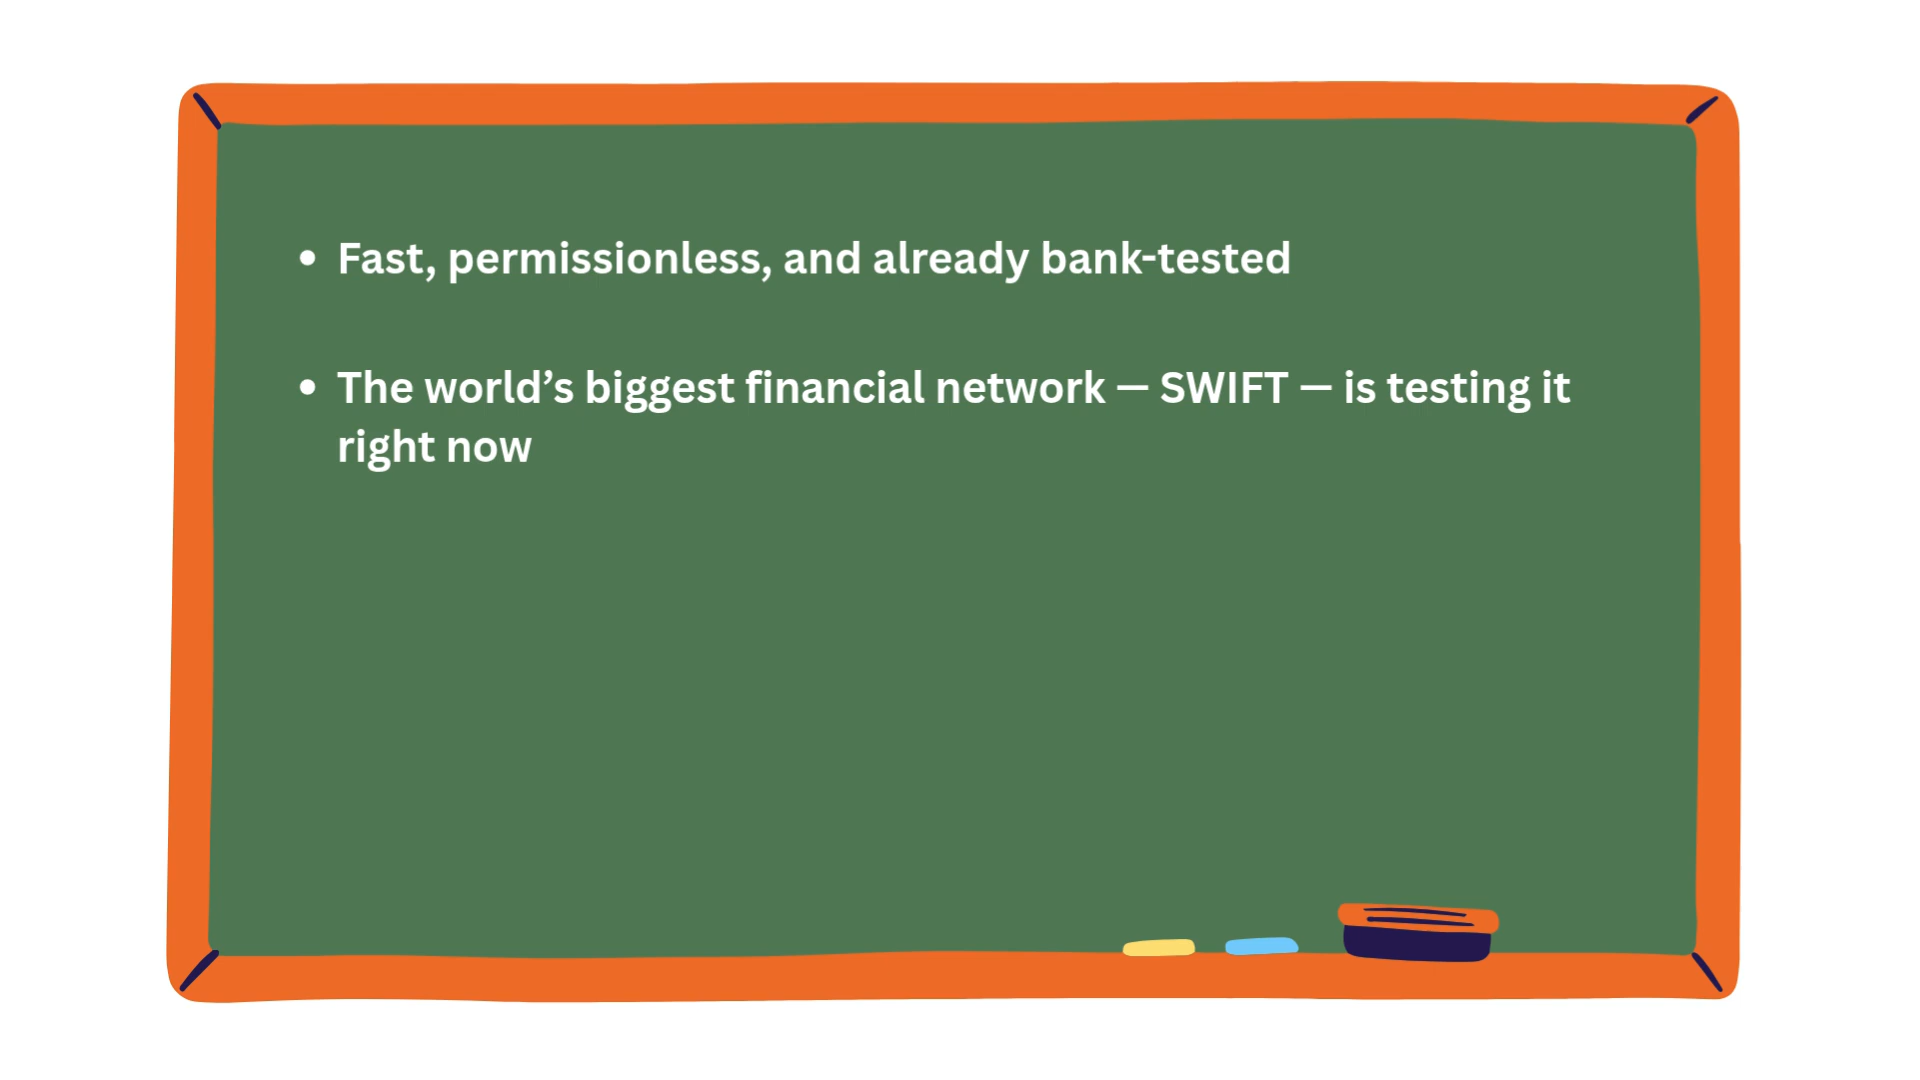 • Fast, permissionless, and already bank-tested
• The world’s biggest financial network — SWIFT — is testing it
right now